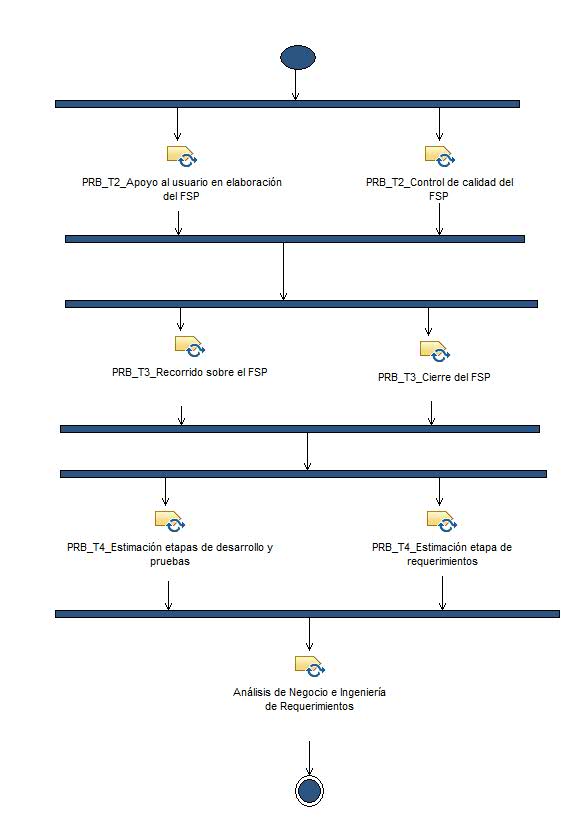 PRB_T2_Apoyo al usuario en elaboración
del FSP
PRB_T2_Control de calidad del
FSP
PRB_T3_Recorrido sobre el FSP
PRB_T3_Cierre del FSP
PRB_T4_Estimación etapas de desarrollo y
pruebas
PRB_T4_Estimación etapa de
requerimientos
Análisis de Negocio e Ingeniería
de Requerimientos